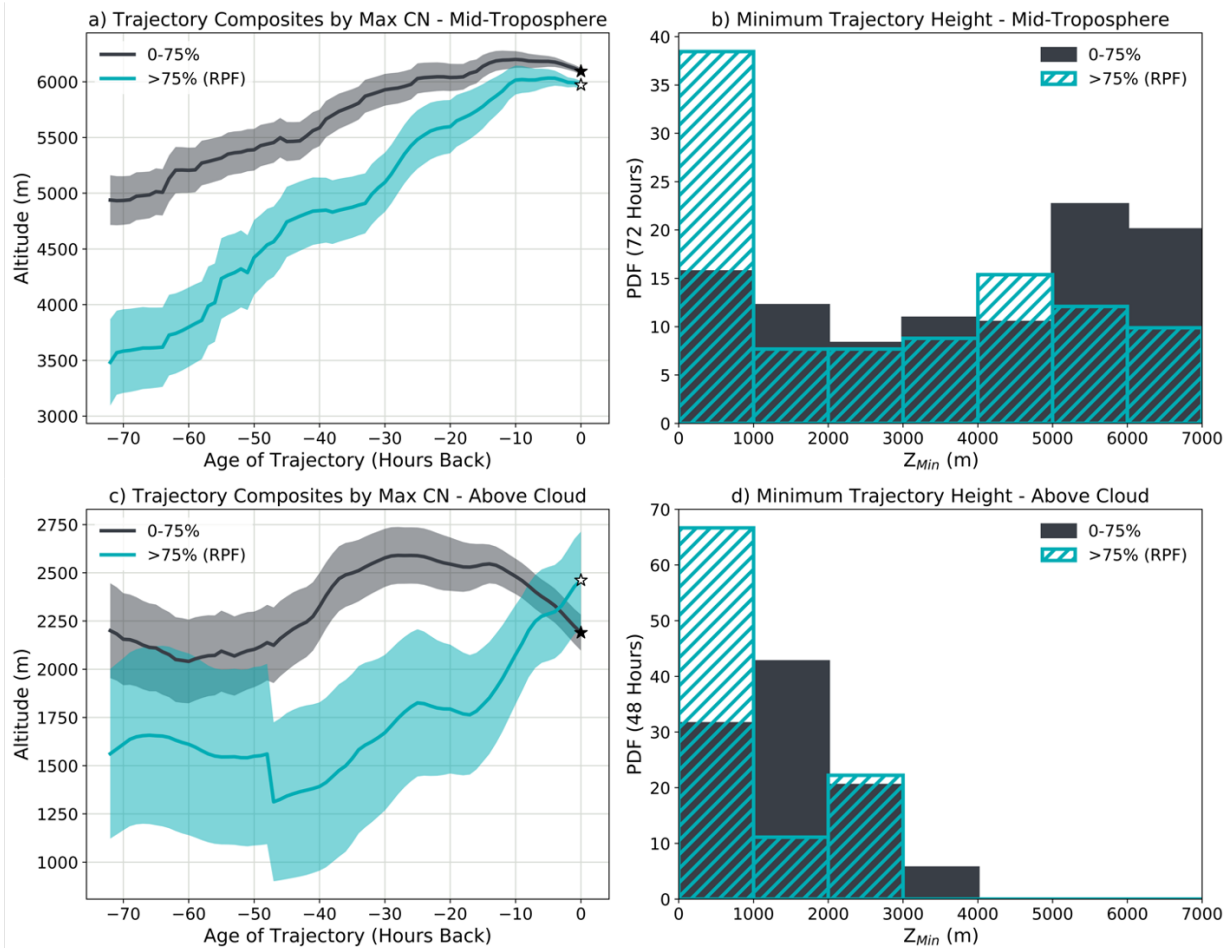 a) Trajectory Composites by Max CN - Mid-Troposphere
0-75%
>75% (RPF)
6000
5500
5000
4500
4000
3500
3000
Altitude (m)
−70 −60 −50 −40 −30 −20 −10 0
Age of Trajectory (Hours Back)
b) Minimum Trajectory Height - Mid-Troposphere
0-75%
>75% (RPF)
40
35
30
25
20
15
10
5
0
PDF (72 Hours)
0 1000 2000 3000 4000 5000 6000 7000
Z_Min (m)
c) Trajectory Composites by Max CN - Above Cloud
0-75%
>75% (RPF)
2750
2500
2250
2000
1750
1500
1250
1000
Altitude (m)
−70 −60 −50 −40 −30 −20 −10 0
Age of Trajectory (Hours Back)
d) Minimum Trajectory Height - Above Cloud
0-75%
>75% (RPF)
70
60
50
40
30
20
10
0
PDF (48 Hours)
0 1000 2000 3000 4000 5000 6000 7000
Z_Min (m)